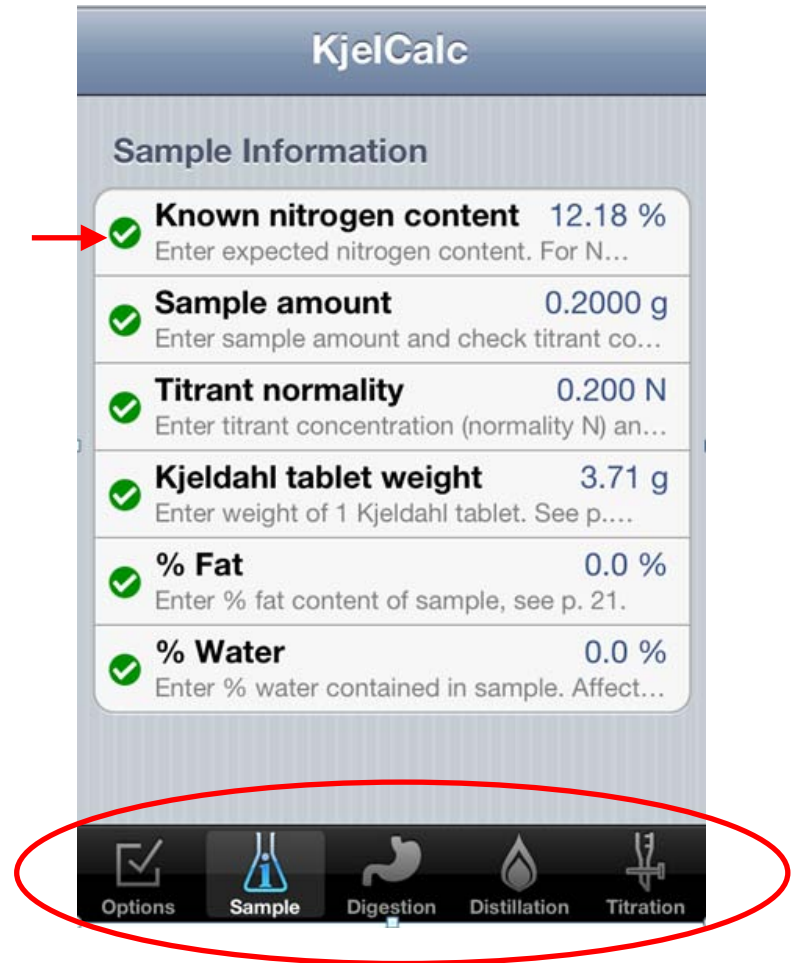 KjelCalc
Sample Information
Known nitrogen content 12.18 %
Enter expected nitrogen content. For N…
Sample amount 0.2000 g
Enter sample amount and check titrant co…
Titrant normality 0.200 N
Enter titrant concentration (normality N) an…
Kjeldahl tablet weight 3.71 g
Enter weight of 1 Kjeldahl tablet. See p.…
% Fat 0.0 %
Enter % fat content of sample, see p. 21.
% Water 0.0 %
Enter % water contained in sample. Affect…
Options Sample Digestion Distillation Titration